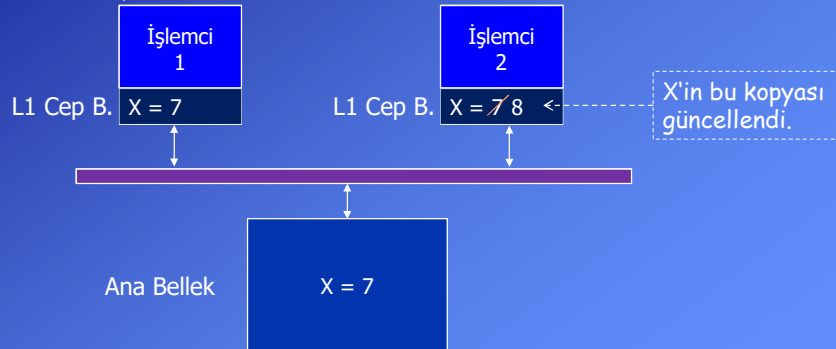 İşlemci
1
İşlemci
2
L1 Cep B.
X = 7
L1 Cep B.
X = 7 8
X'in bu kopyası
güncellendi.
Ana Bellek
X = 7